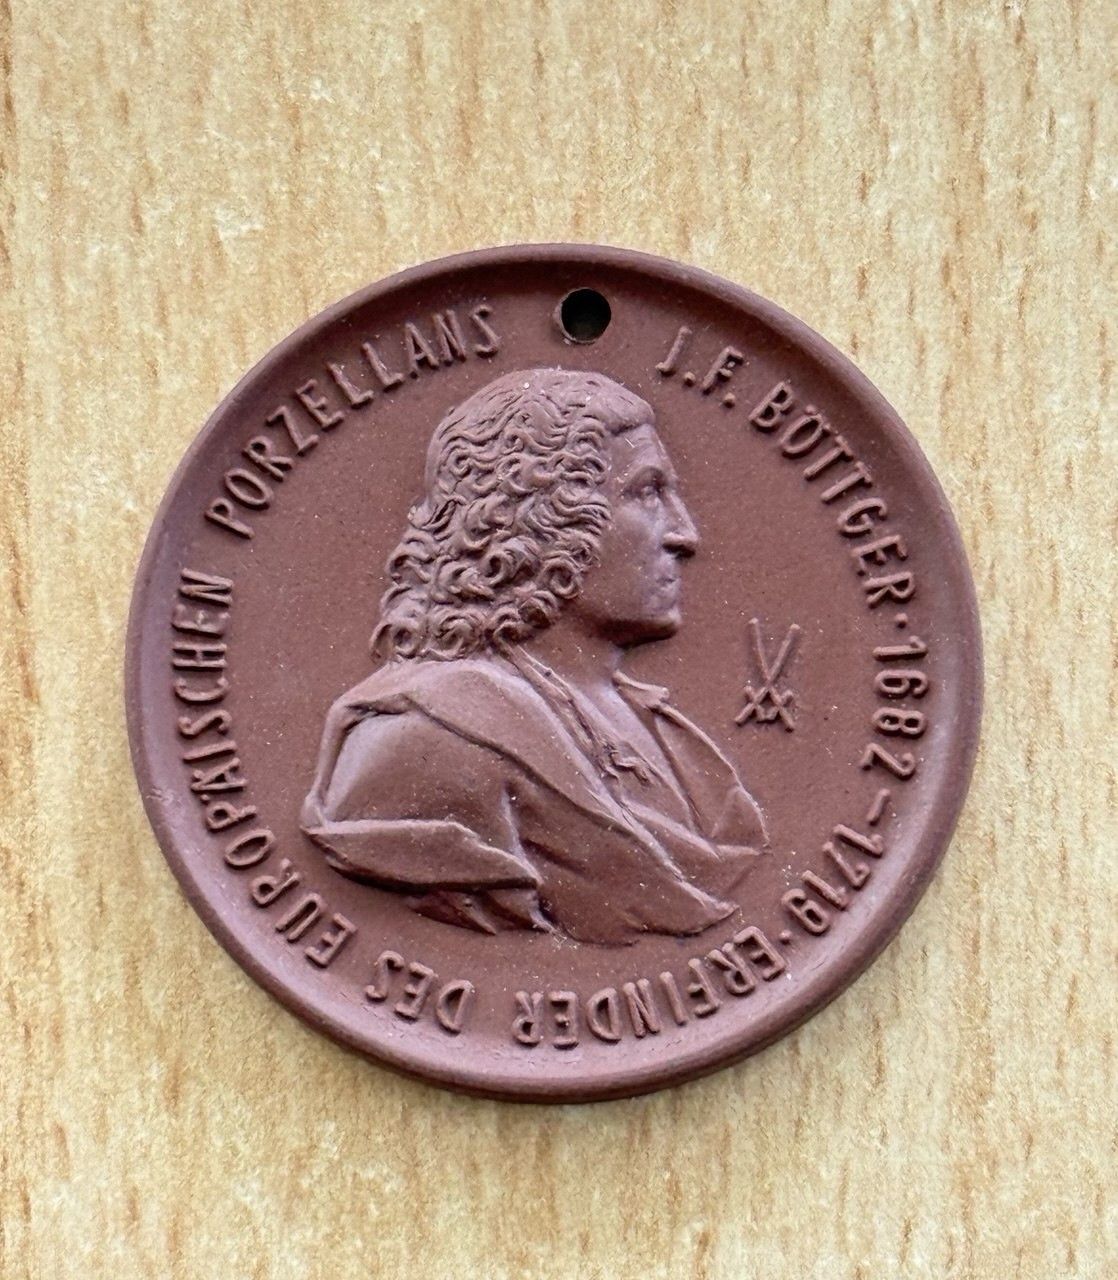 J.F. BÖTTGER · 1682–1719 · ERFINDER DES EUROPÄISCHEN PORZELLANS